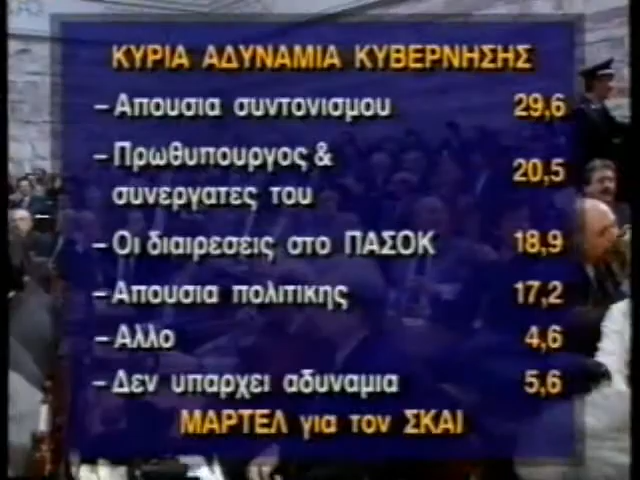 ΚΥΡΙΑ ΑΔΥΝΑΜΙΑ ΚΥΒΕΡΝΗΣΗΣ
– Απουσια συντονισμου 29,6
– Πρωθυπουργος &
συνεργατες του 20,5
– Οι διαιρεσεις στο ΠΑΣΟΚ 18,9
– Απουσια πολιτικης 17,2
– Αλλο 4,6
– Δεν υπαρχει αδυναμια 5,6
ΜΑΡΤΕΛ για τον ΣΚΑΙ